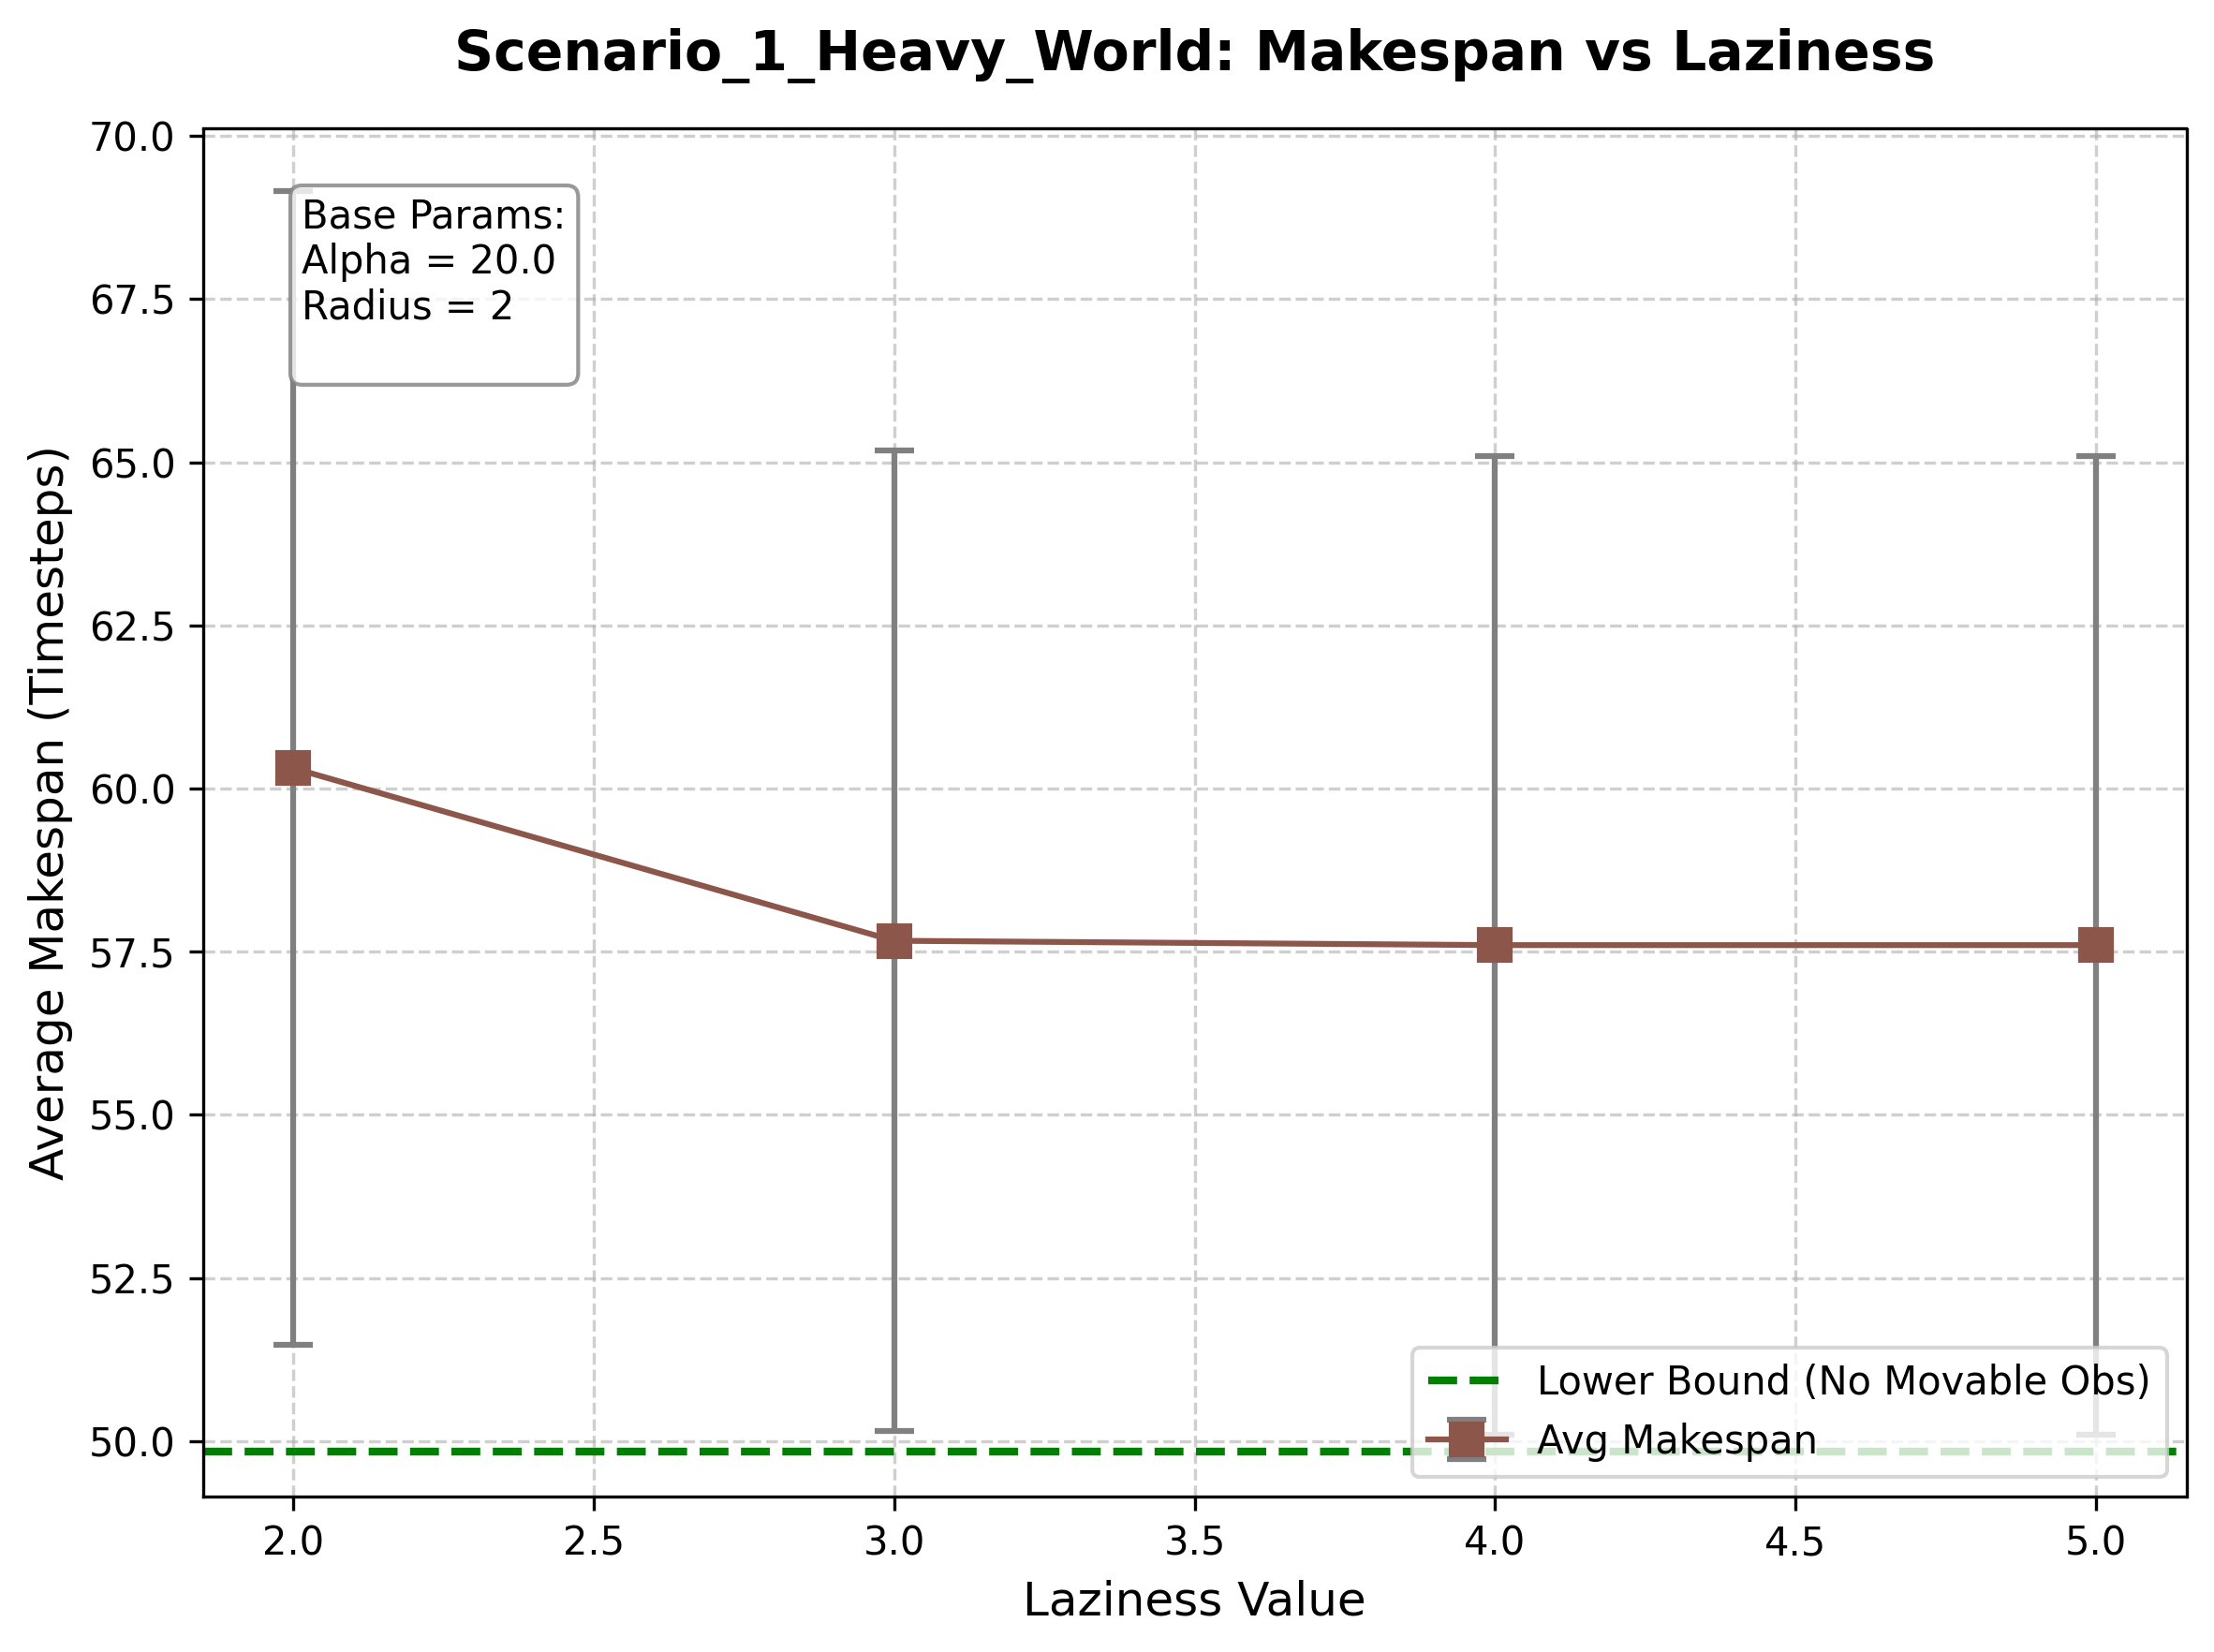 Scenario_1_Heavy_World: Makespan vs Laziness
70.0
67.5
65.0
62.5
60.0
57.5
55.0
52.5
50.0
Average Makespan (Timesteps)
Base Params:
Alpha = 20.0
Radius = 2
Lower Bound (No Movable Obs)
Avg Makespan
2.0 2.5 3.0 3.5 4.0 4.5 5.0
Laziness Value